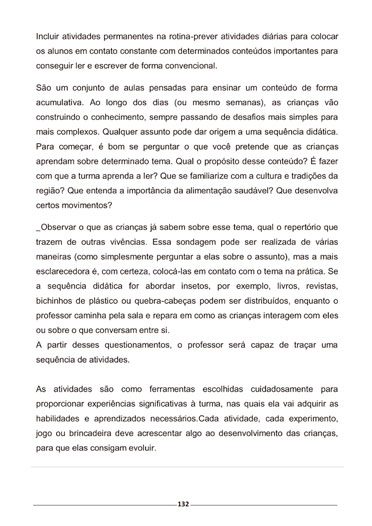 Incluir atividades permanentes na rotina-prever atividades diárias para colocar
os alunos em contato constante com determinados conteúdos importantes para
conseguir ler e escrever de forma convencional.
São um conjunto de aulas pensadas para ensinar um conteúdo de forma
acumulativa. Ao longo dos dias (ou mesmo semanas), as crianças vão
construindo o conhecimento, sempre passando de desafios mais simples para
mais complexos. Qualquer assunto pode dar origem a uma sequência didática.
Para começar, é bom se perguntar o que você pretende que as crianças
aprendam sobre determinado tema. Qual o propósito desse conteúdo? É fazer
com que a turma aprenda a ler? Que se familiarize com a cultura e tradições da
região? Que entenda a importância da alimentação saudável? Que desenvolva
certos movimentos?
_Observar o que as crianças já sabem sobre esse tema, qual o repertório que
trazem de outras vivências. Essa sondagem pode ser realizada de várias
maneiras (como simplesmente perguntar a elas sobre o assunto), mas a mais
esclarecedora é, com certeza, colocá-las em contato com o tema na prática. Se
a sequência didática for abordar insetos, por exemplo, livros, revistas,
bichinhos de plástico ou quebra-cabeças podem ser distribuídos, enquanto o
professor caminha pela sala e repara em como as crianças interagem com eles
ou sobre o que conversam entre si.
A partir desses questionamentos, o professor será capaz de traçar uma
sequência de atividades.
As atividades são como ferramentas escolhidas cuidadosamente para
proporcionar experiências significativas à turma, nas quais ela vai adquirir as
habilidades e aprendizados necessários.Cada atividade, cada experimento,
jogo ou brincadeira deve acrescentar algo ao desenvolvimento das crianças,
para que elas consigam evoluir.
132